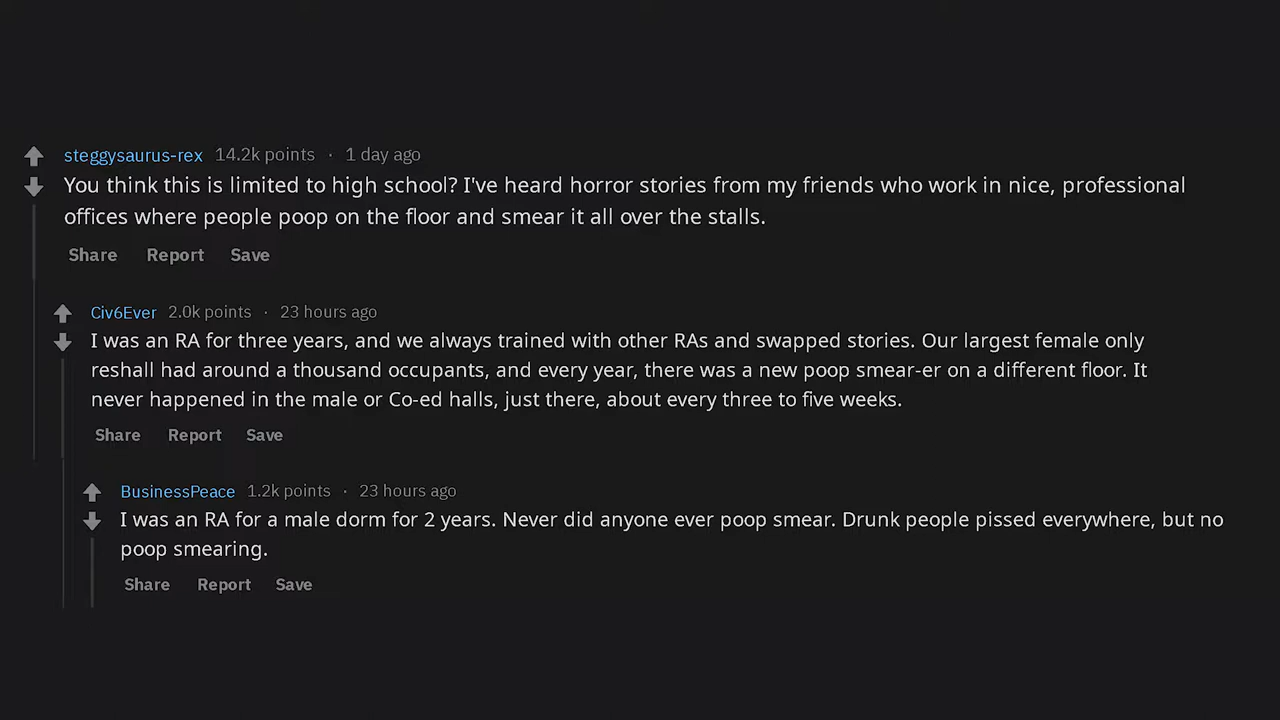 steggysaurus-rex 14.2k points · 1 day ago
You think this is limited to high school? I've heard horror stories from my friends who work in nice, professional
offices where people poop on the floor and smear it all over the stalls.
Share Report Save
Civ6Ever 2.0k points · 23 hours ago
I was an RA for three years, and we always trained with other RAs and swapped stories. Our largest female only
reshall had around a thousand occupants, and every year, there was a new poop smear-er on a different floor. It
never happened in the male or Co-ed halls, just there, about every three to five weeks.
Share Report Save
BusinessPeace 1.2k points · 23 hours ago
I was an RA for a male dorm for 2 years. Never did anyone ever poop smear. Drunk people pissed everywhere, but no
poop smearing.
Share Report Save